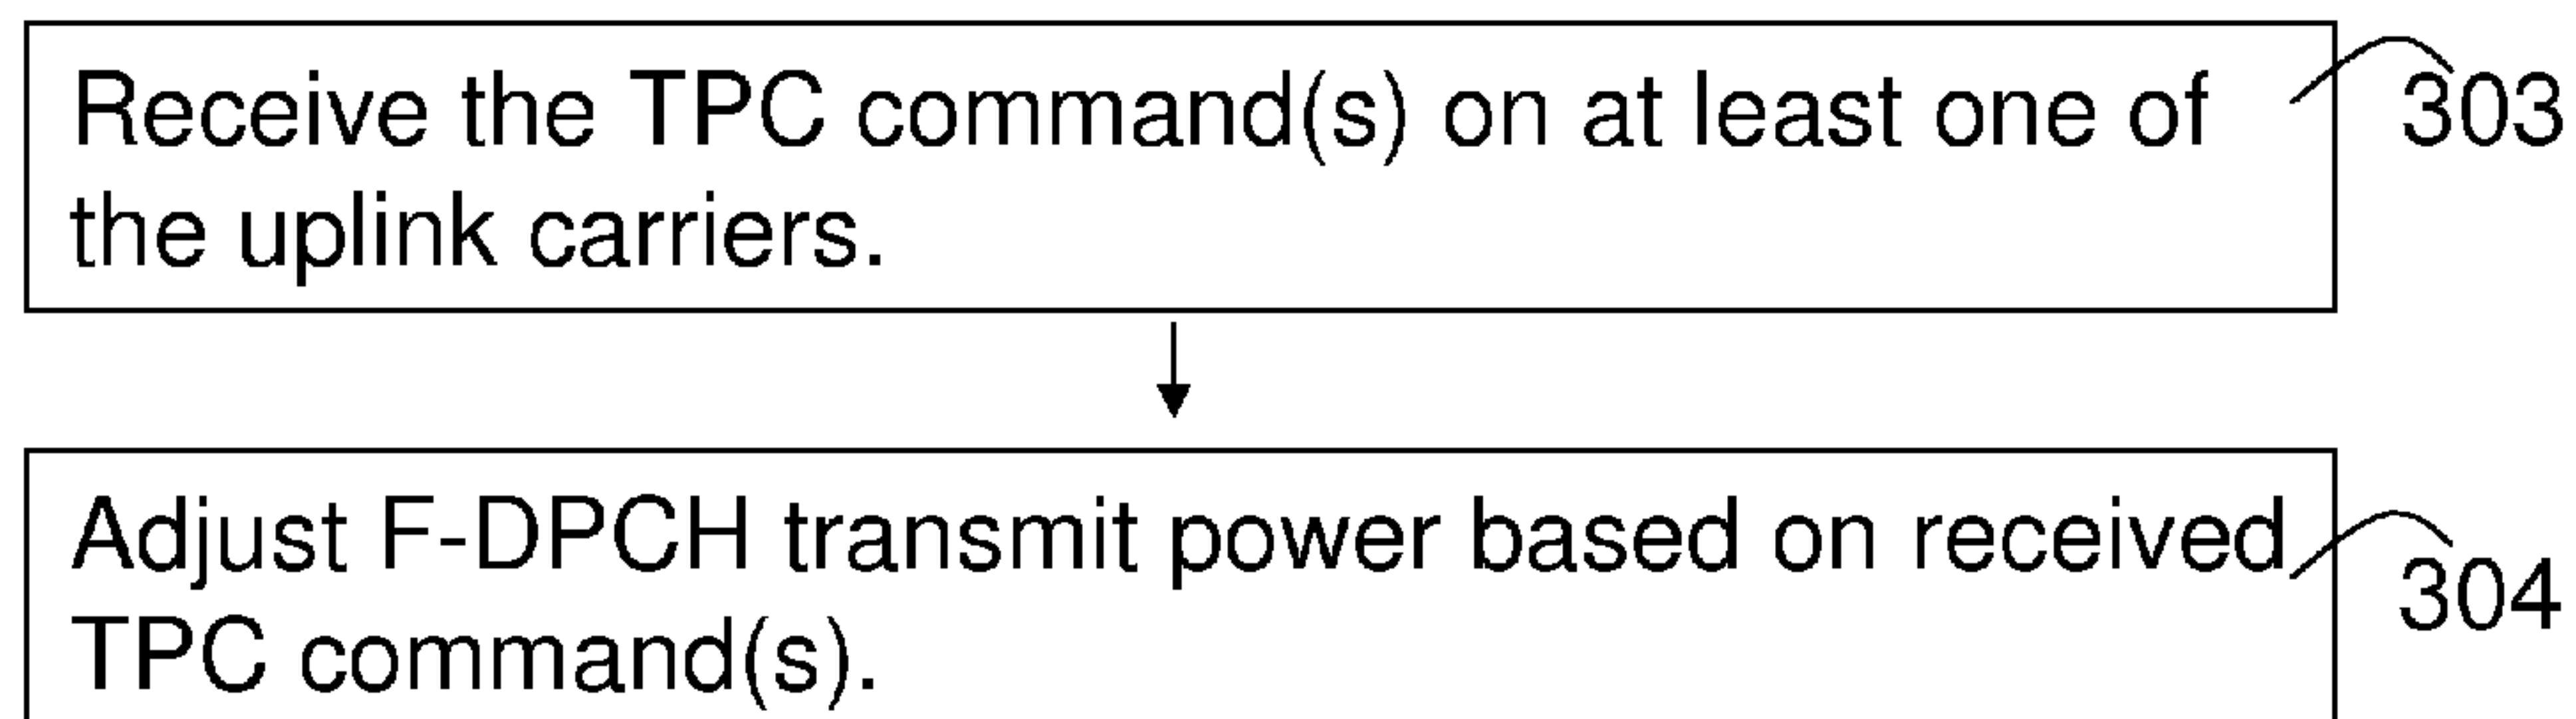 Receive the TPC command(s) on at least one of
303
the uplink carriers.
Adjust F-DPCH transmit power based on received
304
TPC command(s).